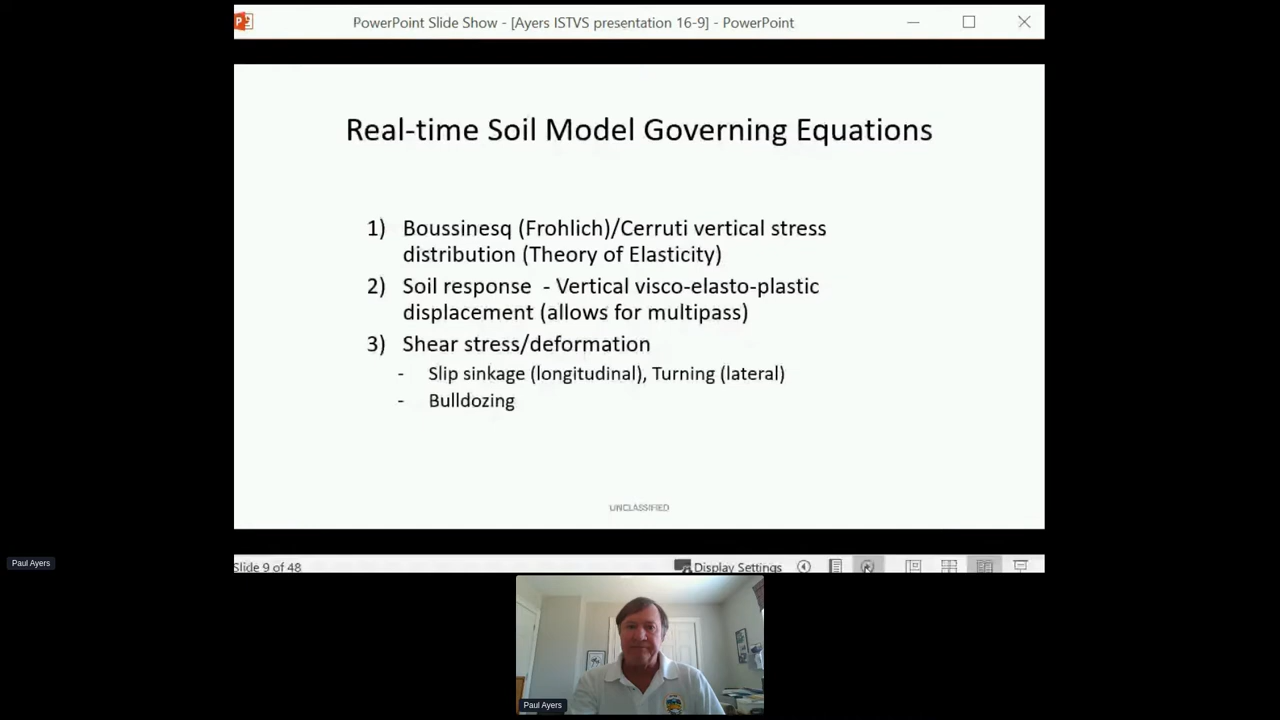 PowerPoint Slide Show - [Ayers ISTVS presentation 16-9] - PowerPoint
Real-time Soil Model Governing Equations
1) Boussinesq (Frohlich)/Cerruti vertical stress
distribution (Theory of Elasticity)
2) Soil response - Vertical visco-elasto-plastic
displacement (allows for multipass)
3) Shear stress/deformation
- Slip sinkage (longitudinal), Turning (lateral)
- Bulldozing
UNCLASSIFIED
Slide 9 of 48
Display Settings
Paul Ayers
Paul Ayers